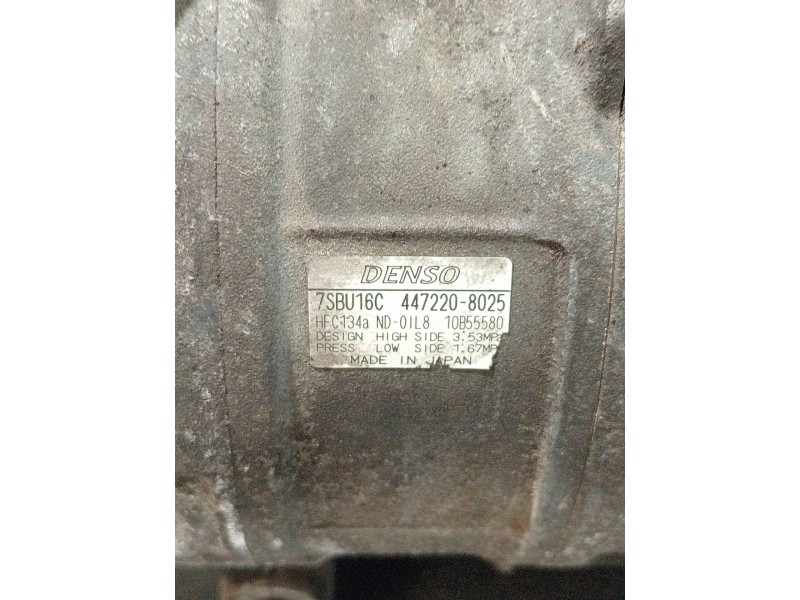 DENSO
7SBU16C 447220-8025
HFC134a ND-OIL8 10B55580
DESIGN HIGH SIDE 3.53MPa
PRESS LOW SIDE 1.67MP
MADE IN JAPAN